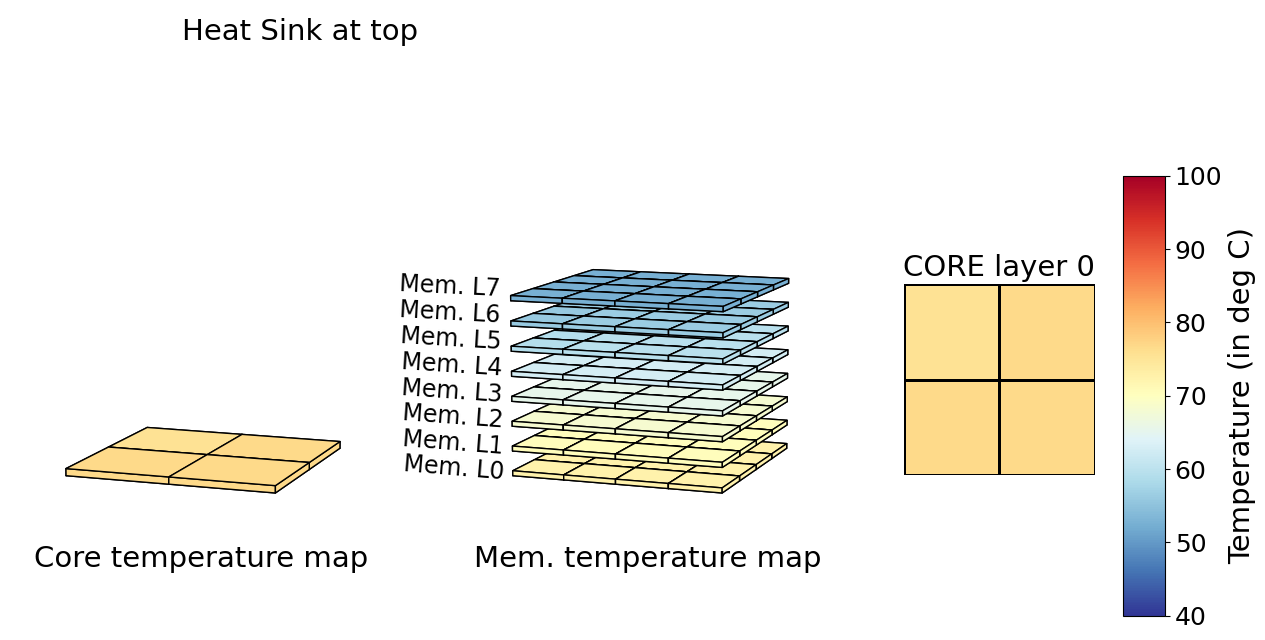 Heat Sink at top
Mem. L7
Mem. L6
Mem. L5
Mem. L4
Mem. L3
Mem. L2
Mem. L1
Mem. L0
Core temperature map
Mem. temperature map
CORE layer 0
100
90
80
70
60
50
40
Temperature (in deg C)